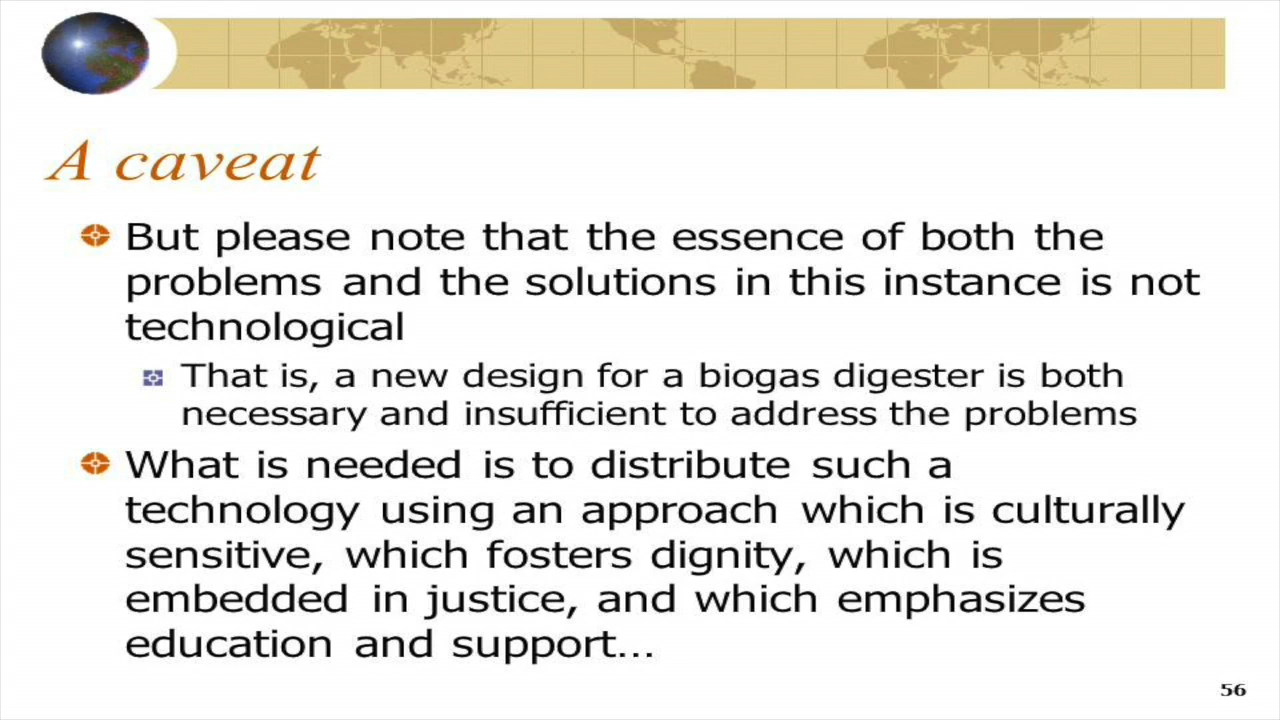 A caveat
But please note that the essence of both the
problems and the solutions in this instance is not
technological
That is, a new design for a biogas digester is both
necessary and insufficient to address the problems
What is needed is to distribute such a
technology using an approach which is culturally
sensitive, which fosters dignity, which is
embedded in justice, and which emphasizes
education and support...
56